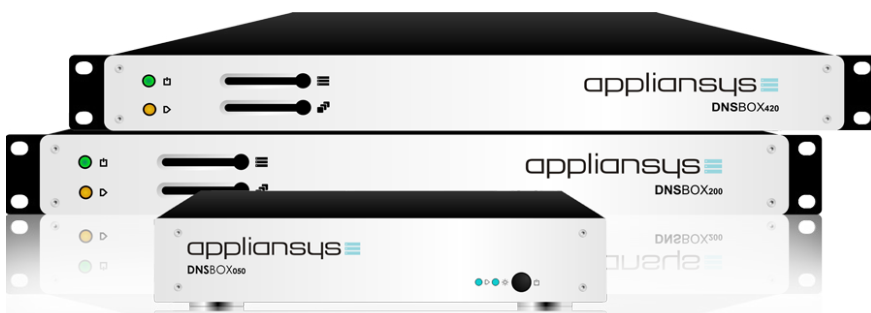 appliansys
DNSBOX420
appliansys
DNSBOX200
appliansys
DNSBOX050